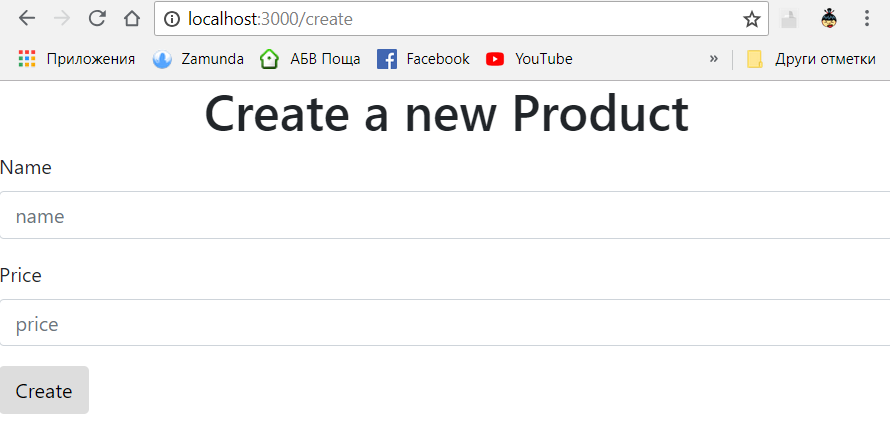 localhost:3000/create
Приложения Zamunda АБВ Поща Facebook YouTube » Други отметки
Create a new Product
Name
name
Price
price
Create